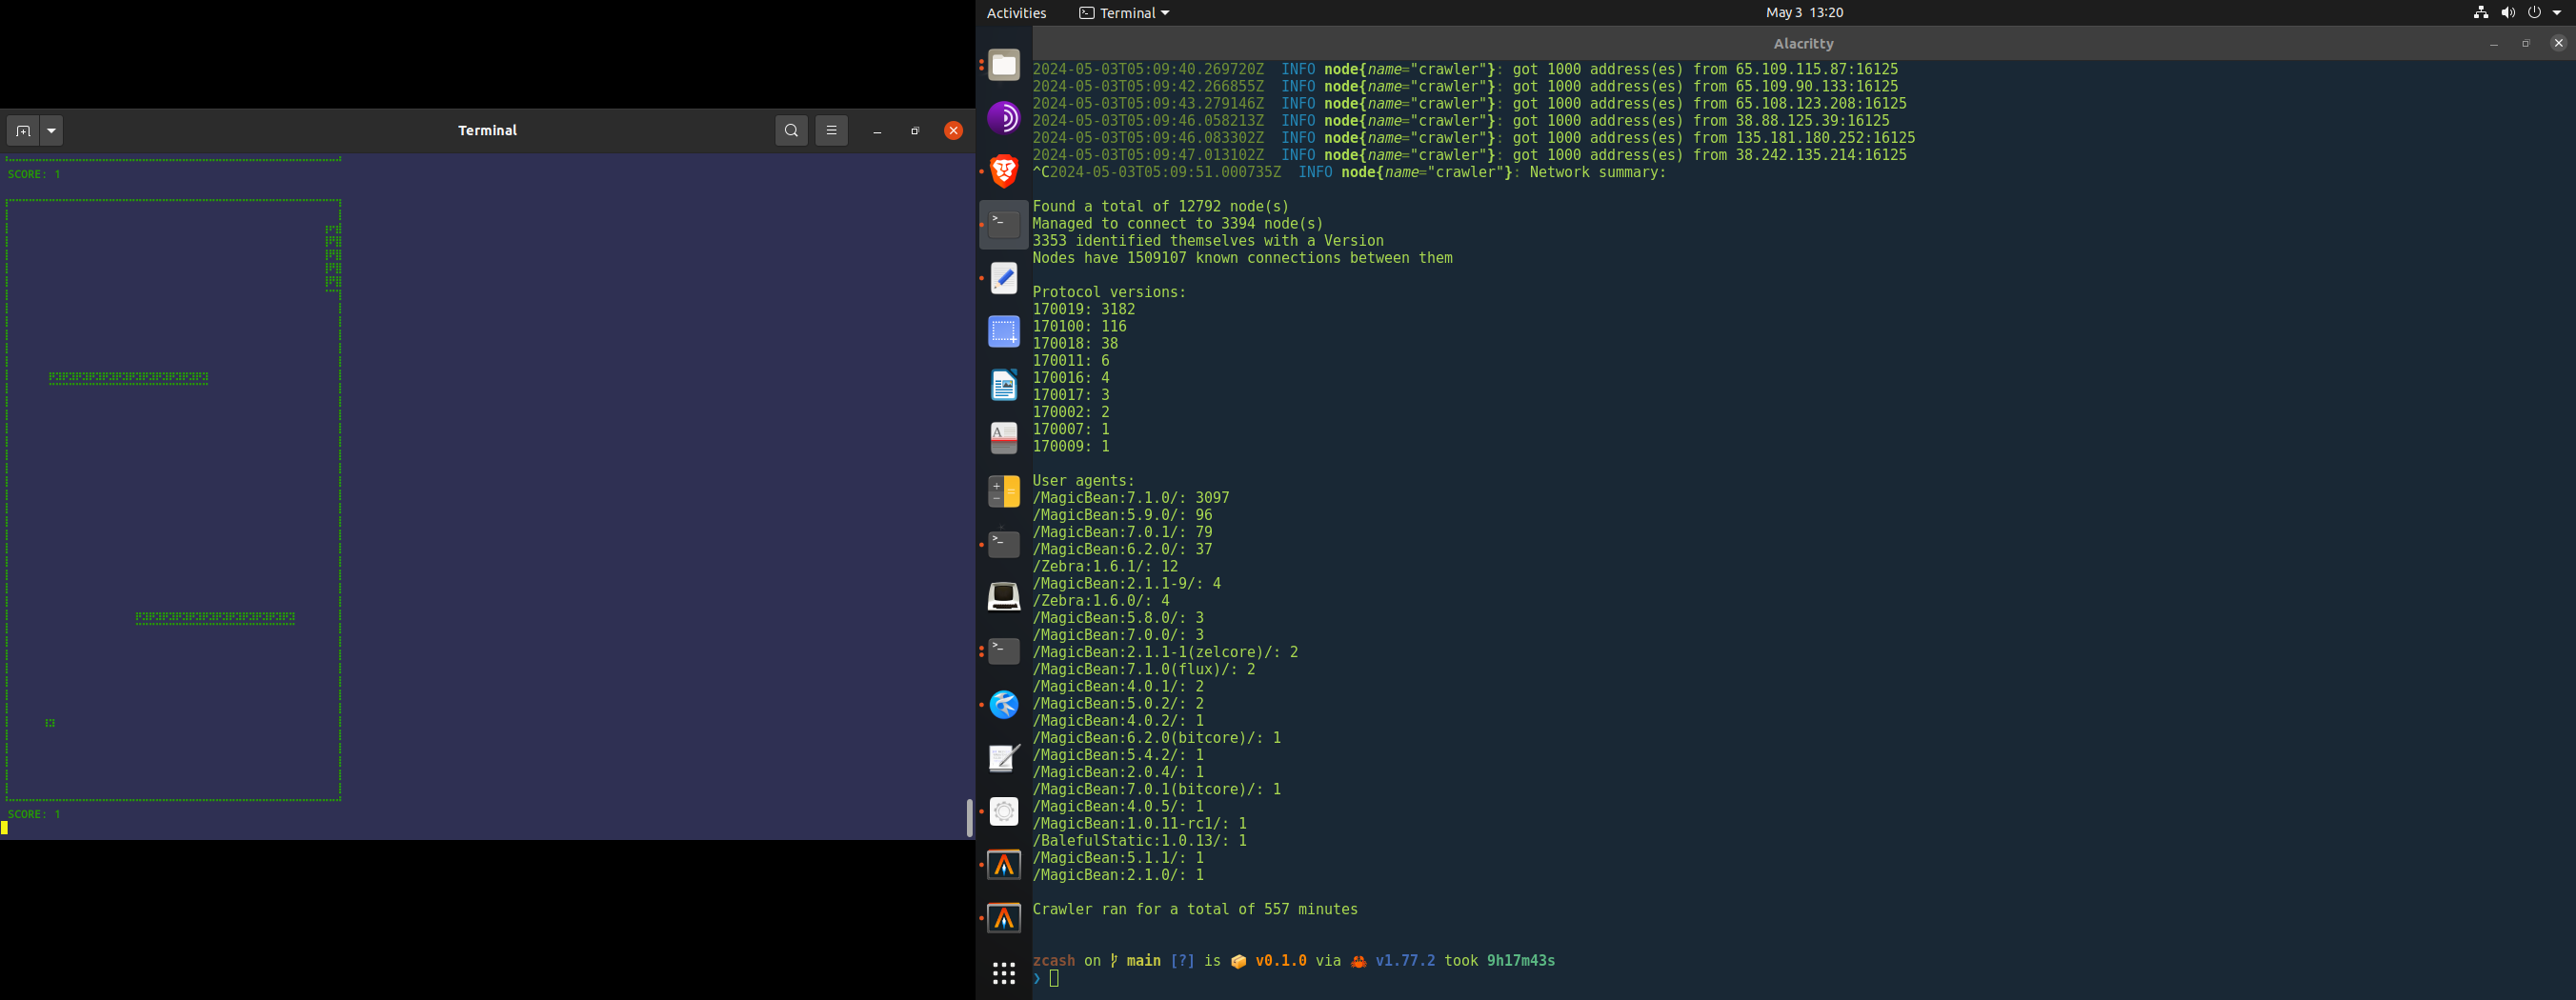 Activities
Terminal
May 3 13:20
Terminal
SCORE: 1
SCORE: 1
Alacritty
2024-05-03T05:09:40.269720Z  INFO node{name="crawler"}: got 1000 address(es) from 65.109.115.87:16125
2024-05-03T05:09:42.266855Z  INFO node{name="crawler"}: got 1000 address(es) from 65.109.90.133:16125
2024-05-03T05:09:43.279146Z  INFO node{name="crawler"}: got 1000 address(es) from 65.108.123.208:16125
2024-05-03T05:09:46.058213Z  INFO node{name="crawler"}: got 1000 address(es) from 38.88.125.39:16125
2024-05-03T05:09:46.083302Z  INFO node{name="crawler"}: got 1000 address(es) from 135.181.180.252:16125
2024-05-03T05:09:47.013102Z  INFO node{name="crawler"}: got 1000 address(es) from 38.242.135.214:16125
^C2024-05-03T05:09:51.000735Z  INFO node{name="crawler"}: Network summary:
Found a total of 12792 node(s)
Managed to connect to 3394 node(s)
3353 identified themselves with a Version
Nodes have 1509107 known connections between them
Protocol versions:
170019: 3182
170100: 116
170018: 38
170011: 6
170016: 4
170017: 3
170002: 2
170007: 1
170009: 1
User agents:
/MagicBean:7.1.0/: 3097
/MagicBean:5.9.0/: 96
/MagicBean:7.0.1/: 79
/MagicBean:6.2.0/: 37
/Zebra:1.6.1/: 12
/MagicBean:2.1.1-9/: 4
/Zebra:1.6.0/: 4
/MagicBean:5.8.0/: 3
/MagicBean:7.0.0/: 3
/MagicBean:2.1.1-1(zelcore)/: 2
/MagicBean:7.1.0(flux)/: 2
/MagicBean:4.0.1/: 2
/MagicBean:5.0.2/: 2
/MagicBean:4.0.2/: 1
/MagicBean:6.2.0(bitcore)/: 1
/MagicBean:5.4.2/: 1
/MagicBean:2.0.4/: 1
/MagicBean:7.0.1(bitcore)/: 1
/MagicBean:4.0.5/: 1
/MagicBean:1.0.11-rc1/: 1
/BalefulStatic:1.0.13/: 1
/MagicBean:5.1.1/: 1
/MagicBean:2.1.0/: 1
Crawler ran for a total of 557 minutes
zcash on main [?] is 📦 v0.1.0 via 🦀 v1.77.2 took 9h17m43s
❯